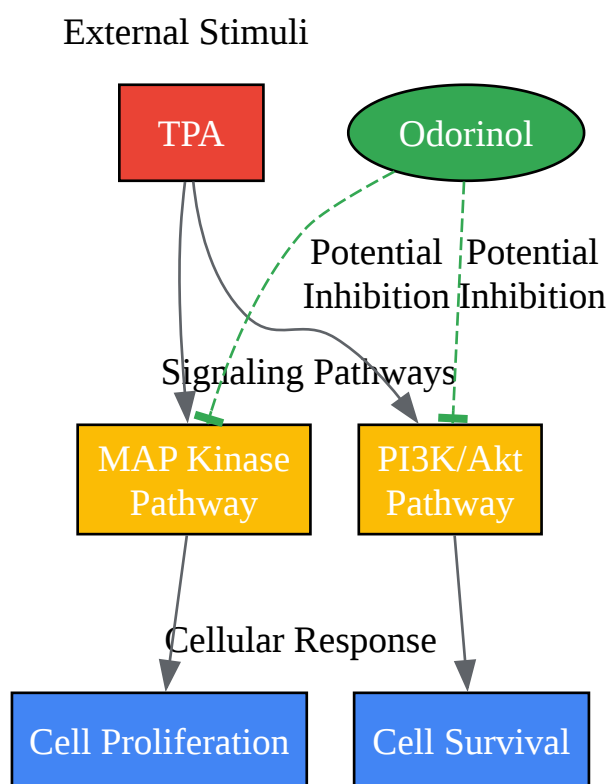 External Stimuli
TPA
Odorinol
Potential
Inhibition
Potential
Inhibition
Signaling Pathways
MAP Kinase
Pathway
PI3K/Akt
Pathway
Cellular Response
Cell Proliferation
Cell Survival